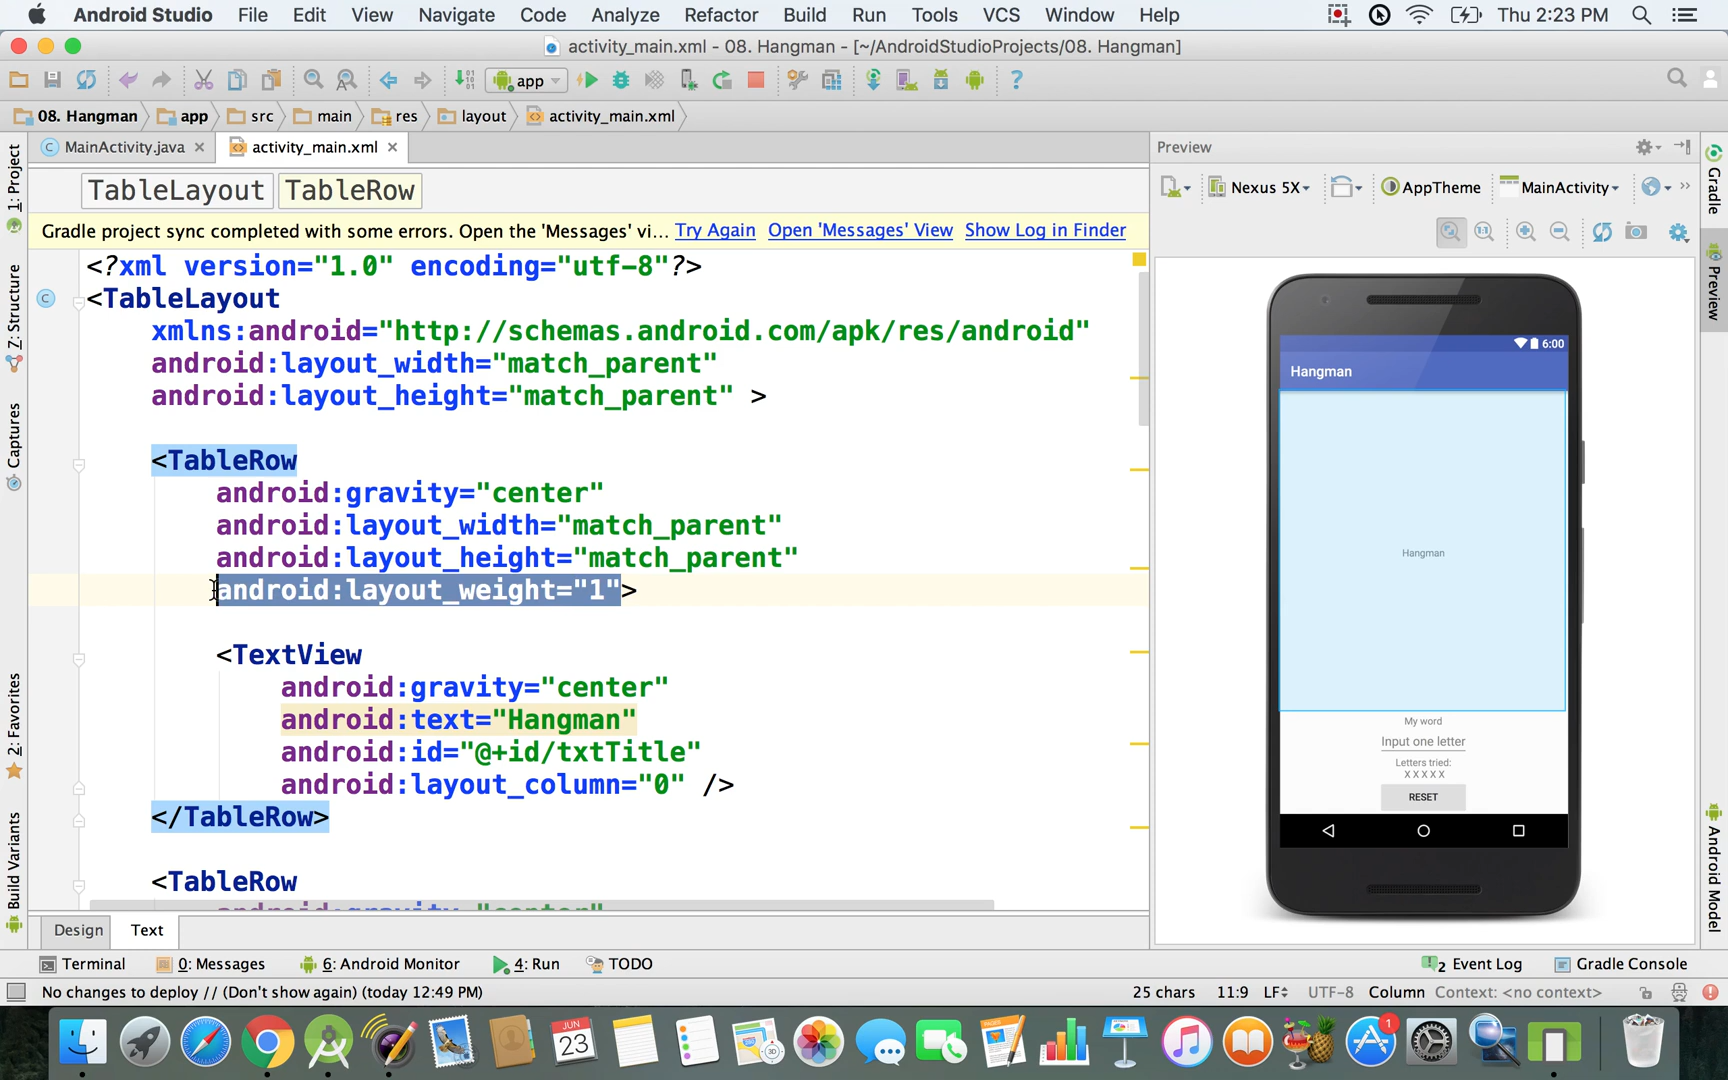 Android Studio File Edit View Navigate Code Analyze Refactor Build Run Tools VCS Window Help Thu 2:23 PM
activity_main.xml - 08. Hangman - [~/AndroidStudioProjects/08. Hangman]
app
08. Hangman app src main res layout activity_main.xml
MainActivity.java activity_main.xml
Preview
TableLayout TableRow
Nexus 5X AppTheme MainActivity
Gradle project sync completed with some errors. Open the 'Messages' vi... Try Again Open 'Messages' View Show Log in Finder
<?xml version="1.0" encoding="utf-8"?>
<TableLayout
xmlns:android="http://schemas.android.com/apk/res/android"
android:layout_width="match_parent"
android:layout_height="match_parent" >
<TableRow
android:gravity="center"
android:layout_width="match_parent"
android:layout_height="match_parent"
android:layout_weight="1">
<TextView
android:gravity="center"
android:text="Hangman"
android:id="@+id/txtTitle"
android:layout_column="0" />
</TableRow>
<TableRow
android:gravity="center"
6:00
Hangman
Hangman
My word
Input one letter
Letters tried:
X X X X X
RESET
1: Project
7: Structure
Captures
2: Favorites
Build Variants
Gradle
Preview
Android Model
Design Text
Terminal 0: Messages 6: Android Monitor 4: Run TODO 2 Event Log Gradle Console
No changes to deploy // (Don't show again) (today 12:49 PM) 25 chars 11:9 LF UTF-8 Column Context: <no context>
JUN
23
3D
1